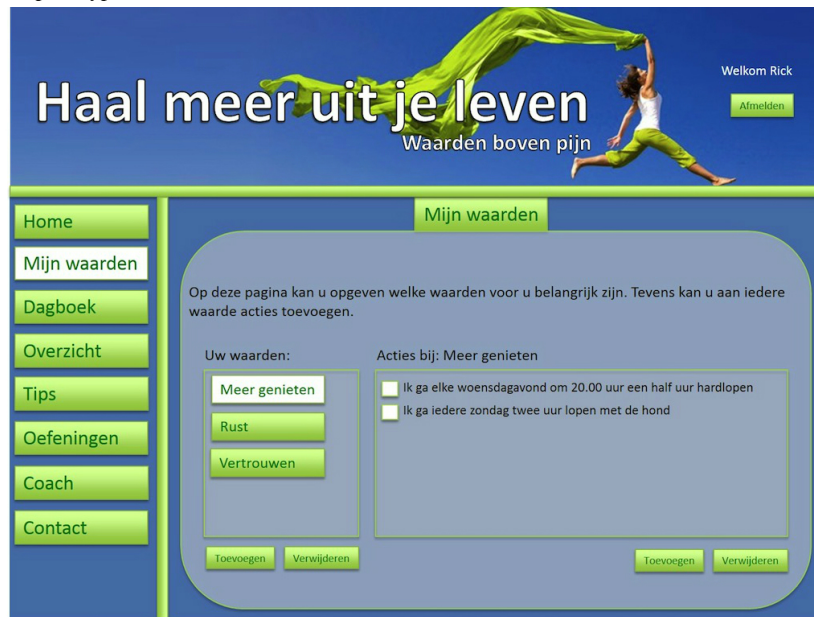 Haal meer uit je leven
Waarden boven pijn
Welkom Rick
Afmelden
Home
Mijn waarden
Dagboek
Overzicht
Tips
Oefeningen
Coach
Contact
Mijn waarden
Op deze pagina kan u opgeven welke waarden voor u belangrijk zijn. Tevens kan u aan iedere
waarde acties toevoegen.
Uw waarden:
Meer genieten
Rust
Vertrouwen
Toevoegen
Verwijderen
Acties bij: Meer genieten
Ik ga elke woensdagavond om 20.00 uur een half uur hardlopen
Ik ga iedere zondag twee uur lopen met de hond
Toevoegen
Verwijderen